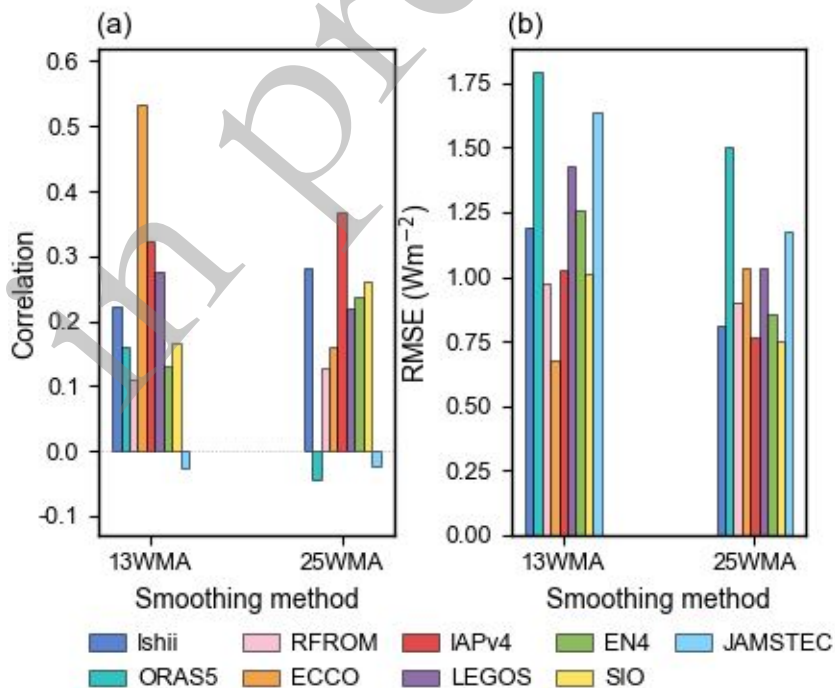 (a)
(b)
0.6
0.5
0.4
0.3
0.2
0.1
0.0
-0.1
Correlation
13WMA
25WMA
Smoothing method
1.75
1.50
1.25
1.00
0.75
0.50
0.25
0.00
RMSE (Wm−2)
13WMA
25WMA
Smoothing method
Ishii
RFROM
IAPv4
EN4
JAMSTEC
ORAS5
ECCO
LEGOS
SIO
in pre